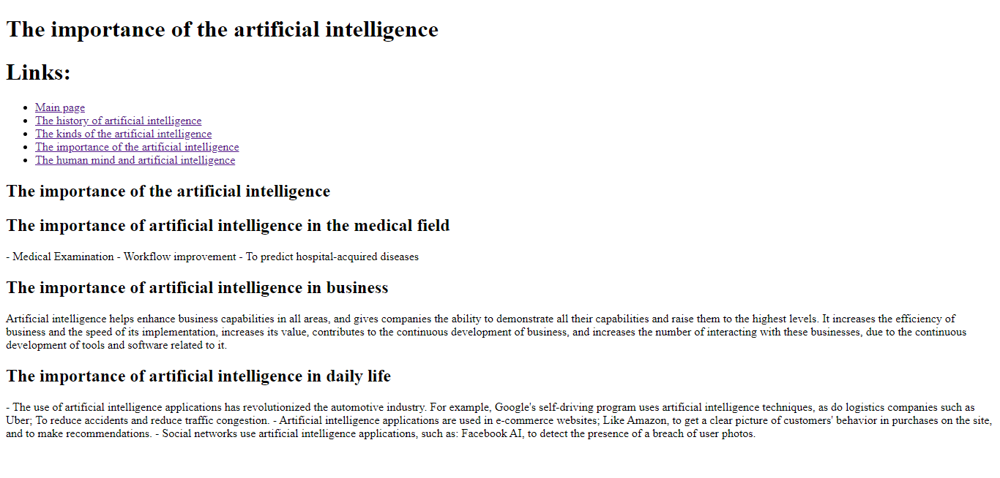 The importance of the artificial intelligence
Links:
Main page
The history of artificial intelligence
The kinds of the artificial intelligence
The importance of the artificial intelligence
The human mind and artificial intelligence
The importance of the artificial intelligence
The importance of artificial intelligence in the medical field
- Medical Examination - Workflow improvement - To predict hospital-acquired diseases
The importance of artificial intelligence in business
Artificial intelligence helps enhance business capabilities in all areas, and gives companies the ability to demonstrate all their capabilities and raise them to the highest levels. It increases the efficiency of
business and the speed of its implementation, increases its value, contributes to the continuous development of business, and increases the number of interacting with these businesses, due to the continuous
development of tools and software related to it.
The importance of artificial intelligence in daily life
- The use of artificial intelligence applications has revolutionized the automotive industry. For example, Google's self-driving program uses artificial intelligence techniques, as do logistics companies such as
Uber; To reduce accidents and reduce traffic congestion. - Artificial intelligence applications are used in e-commerce websites; Like Amazon, to get a clear picture of customers' behavior in purchases on the site,
and to make recommendations. - Social networks use artificial intelligence applications, such as: Facebook AI, to detect the presence of a breach of user photos.